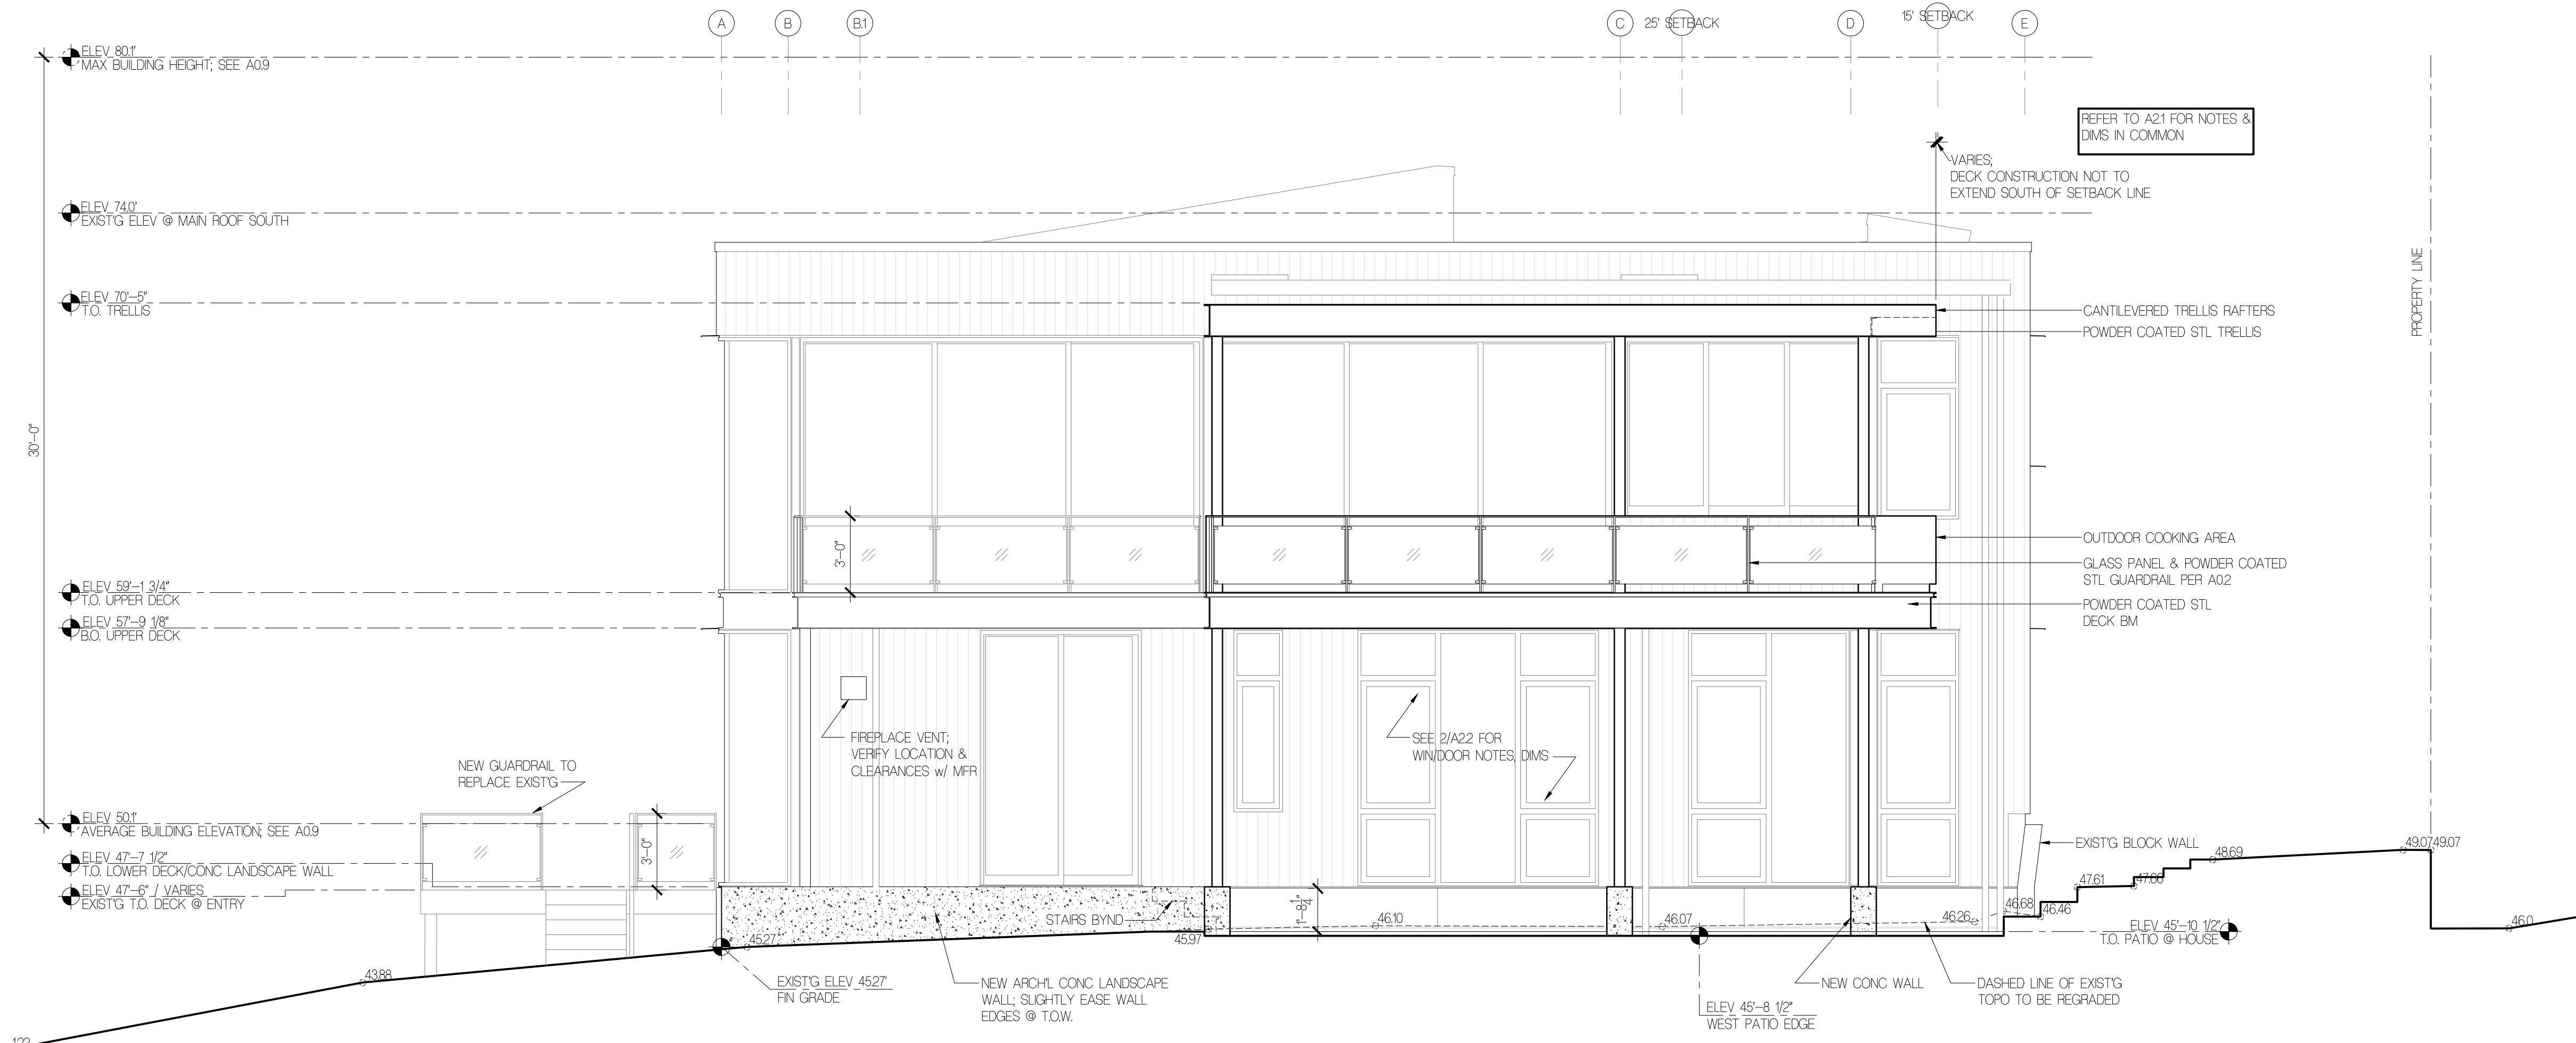 A
B
B.1
C
25' SETBACK
D
15' SETBACK
E
ELEV 80.1'
MAX BUILDING HEIGHT; SEE A0.9
REFER TO A2.1 FOR NOTES &
DIMS IN COMMON
VARIES;
DECK CONSTRUCTION NOT TO
EXTEND SOUTH OF SETBACK LINE
ELEV 74.0'
EXIST'G ELEV @ MAIN ROOF SOUTH
PROPERTY LINE
ELEV 70'-5"
T.O. TRELLIS
CANTILEVERED TRELLIS RAFTERS
POWDER COATED STL TRELLIS
30'-0"
3'-0"
OUTDOOR COOKING AREA
GLASS PANEL & POWDER COATED
STL GUARDRAIL PER A0.2
ELEV 59'-1 3/4"
T.O. UPPER DECK
POWDER COATED STL
DECK BM
ELEV 57'-9 1/8"
B.O. UPPER DECK
FIREPLACE VENT;
VERIFY LOCATION &
CLEARANCES w/ MFR
SEE 2/A2.2 FOR
WIN/DOOR NOTES, DIMS
NEW GUARDRAIL TO
REPLACE EXIST'G
ELEV 50.1'
AVERAGE BUILDING ELEVATION; SEE A0.9
3'-0"
EXIST'G BLOCK WALL
49.07
49.07
48.69
ELEV 47'-7 1/2"
T.O. LOWER DECK/CONC LANDSCAPE WALL
47.61
47.66
ELEV 47'-6" / VARIES
EXIST'G T.O. DECK @ ENTRY
1'-8 1/4"
STAIRS BYND
46.10
46.07
46.26
46.68
46.46
46.0
ELEV 45'-10 1/2"
T.O. PATIO @ HOUSE
45.27
45.97
43.88
EXIST'G ELEV 45.27'
FIN GRADE
NEW ARCH'L CONC LANDSCAPE
WALL; SLIGHTLY EASE WALL
EDGES @ T.O.W.
NEW CONC WALL
DASHED LINE OF EXIST'G
TOPO TO BE REGRADED
ELEV 45'-8 1/2"
WEST PATIO EDGE